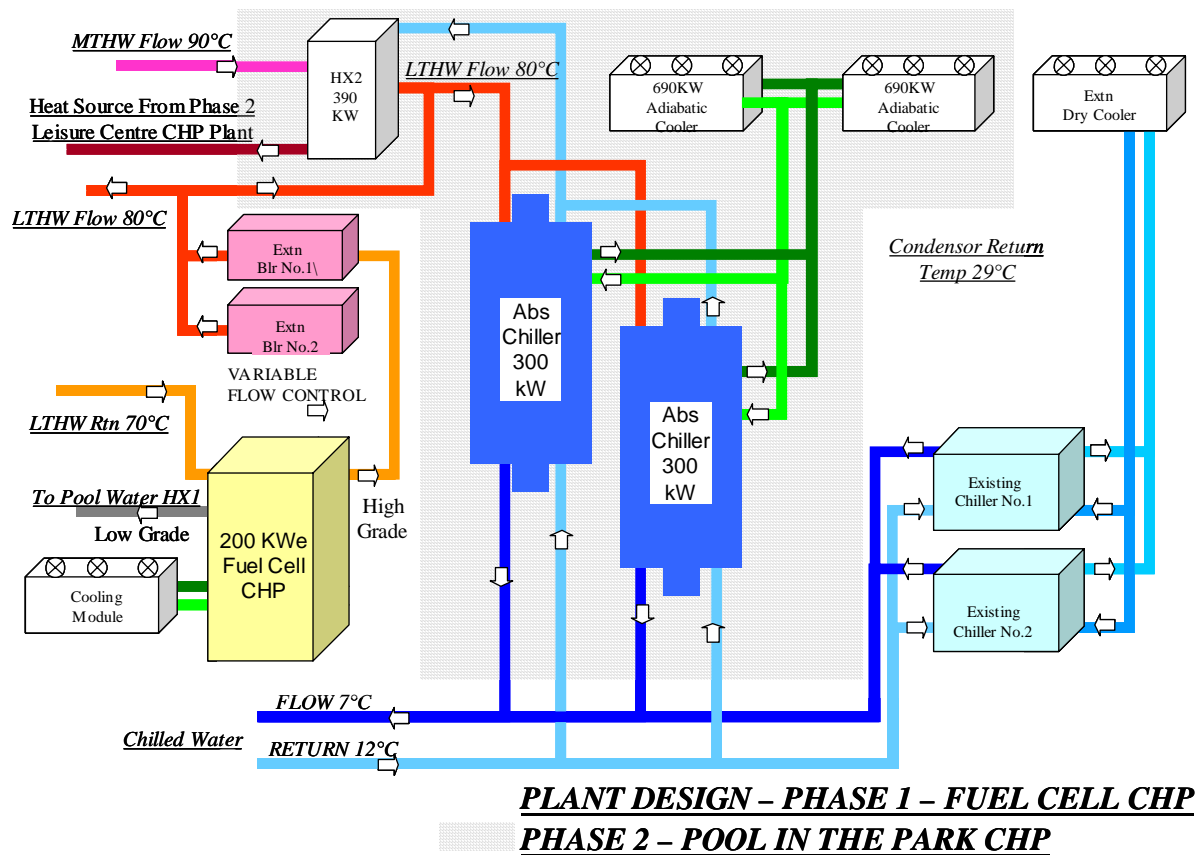 MTHW Flow 90°C
HX2
390
KW
LTHW Flow 80°C
690KW
Adiabatic
Cooler
690KW
Adiabatic
Cooler
Extn
Dry Cooler
Heat Source From Phase 2
Leisure Centre CHP Plant
LTHW Flow 80°C
Extn
Blr No.1\
Extn
Blr No.2
Condensor Return
Temp 29°C
Abs
Chiller
300
kW
Abs
Chiller
300
kW
VARIABLE
FLOW CONTROL
LTHW Rtn 70°C
To Pool Water HX1
Low Grade
High
Grade
200 KWe
Fuel Cell
CHP
Cooling
Module
Existing
Chiller No.1
Existing
Chiller No.2
FLOW 7°C
Chilled Water
RETURN 12°C
PLANT DESIGN – PHASE 1 – FUEL CELL CHP
PHASE 2 – POOL IN THE PARK CHP